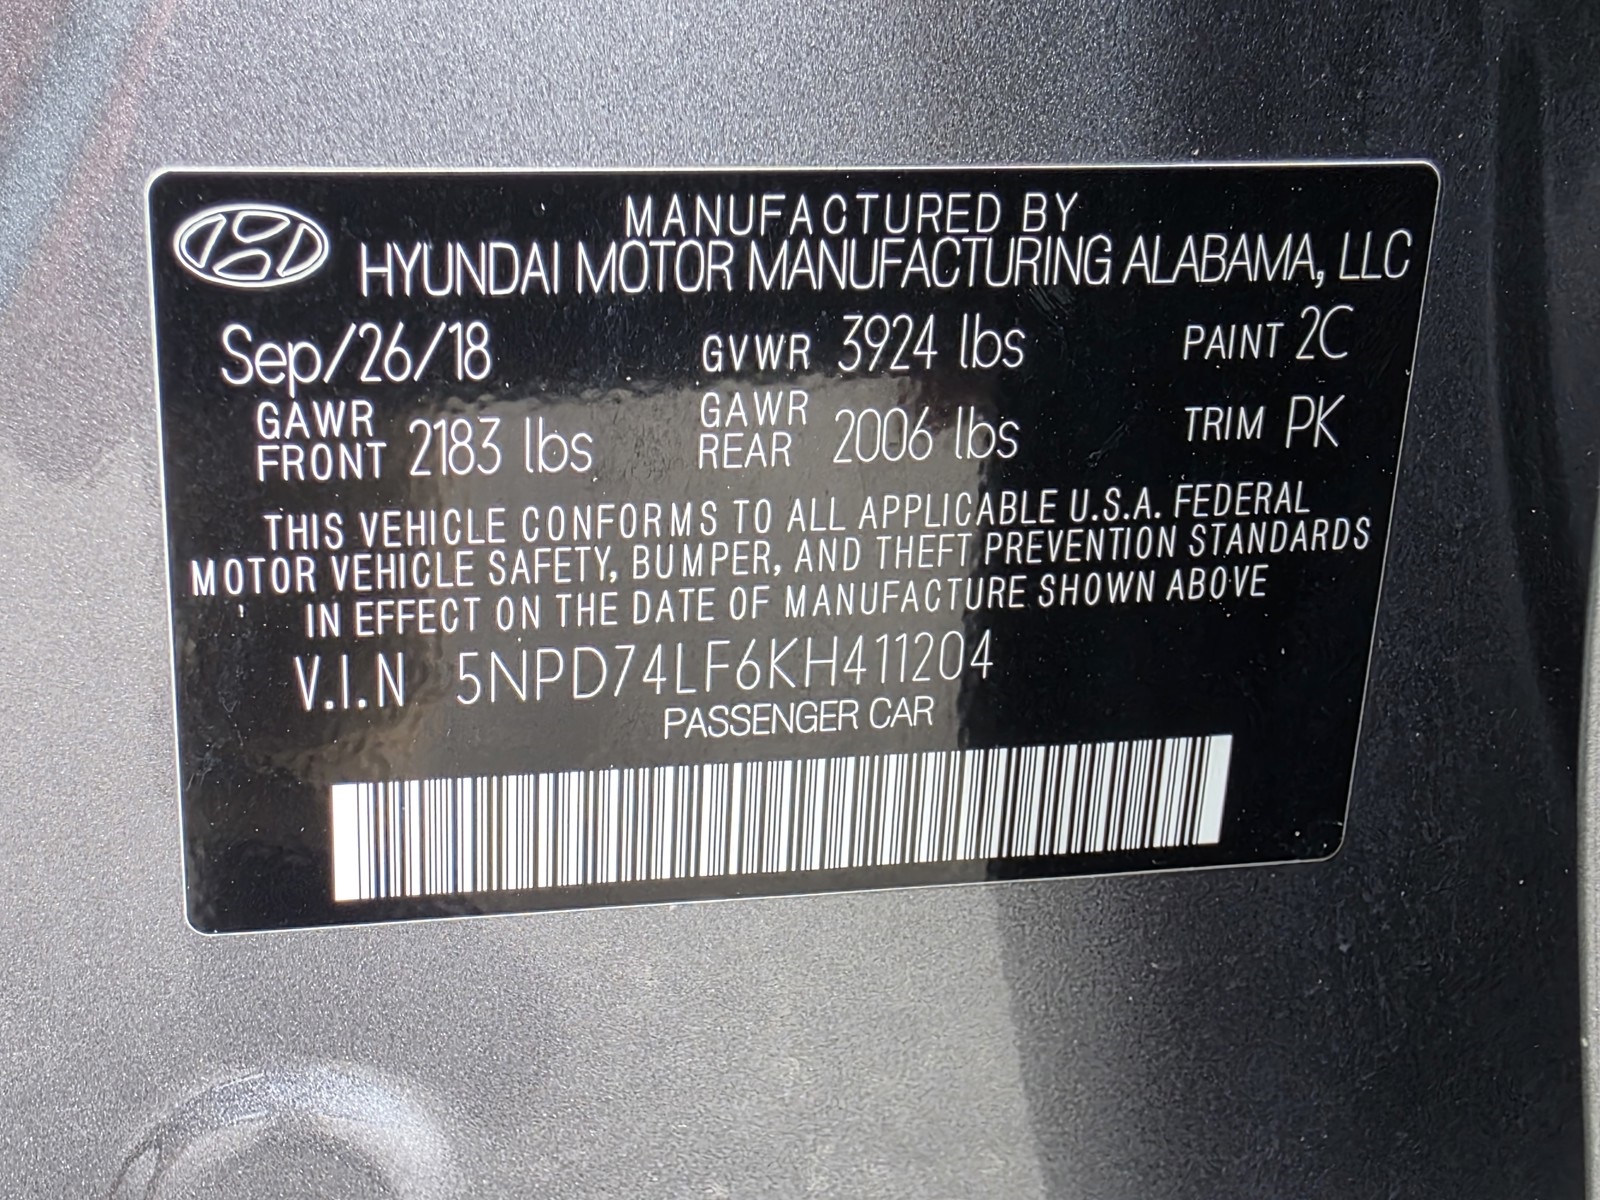 MANUFACTURED BY
HYUNDAI MOTOR MANUFACTURING ALABAMA, LLC
Sep/26/18 GVWR 3924 lbs PAINT 2C
GAWR FRONT 2183 lbs GAWR REAR 2006 lbs TRIM PK
THIS VEHICLE CONFORMS TO ALL APPLICABLE U.S.A. FEDERAL
MOTOR VEHICLE SAFETY, BUMPER, AND THEFT PREVENTION STANDARDS
IN EFFECT ON THE DATE OF MANUFACTURE SHOWN ABOVE
V.I.N 5NPD74LF6KH411204
PASSENGER CAR